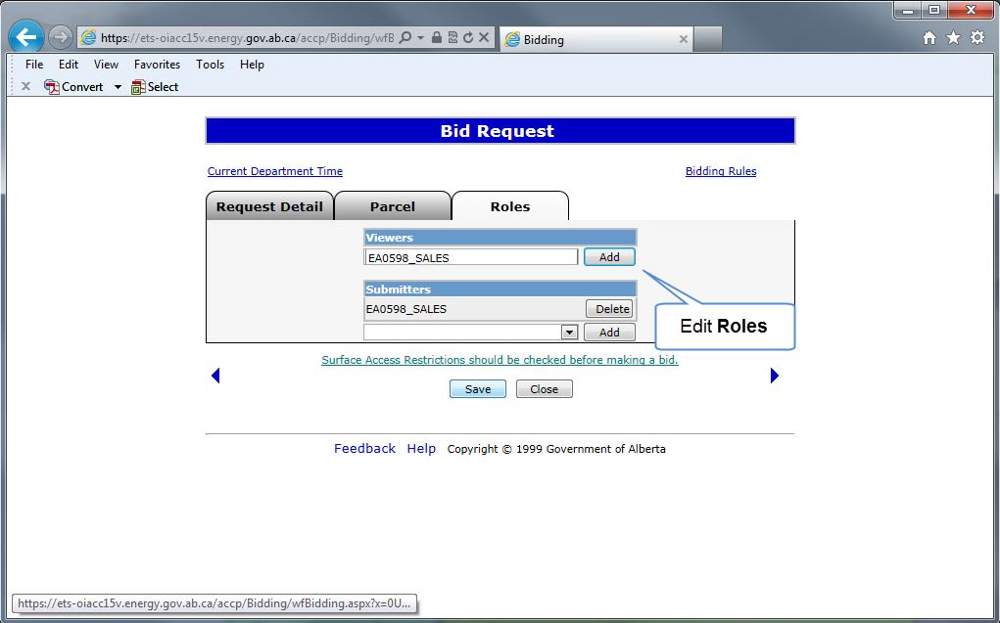 https://ets-oiacc15v.energy.gov.ab.ca/accp/Bidding/wfB
Bidding
File Edit View Favorites Tools Help
Convert Select
Bid Request
Current Department Time Bidding Rules
Request Detail Parcel Roles
Viewers
EA0598_SALES Add
Submitters
EA0598_SALES Delete
Add
Edit Roles
Surface Access Restrictions should be checked before making a bid.
Save Close
Feedback Help Copyright © 1999 Government of Alberta
https://ets-oiacc15v.energy.gov.ab.ca/accp/Bidding/wfBidding.aspx?x=0U...